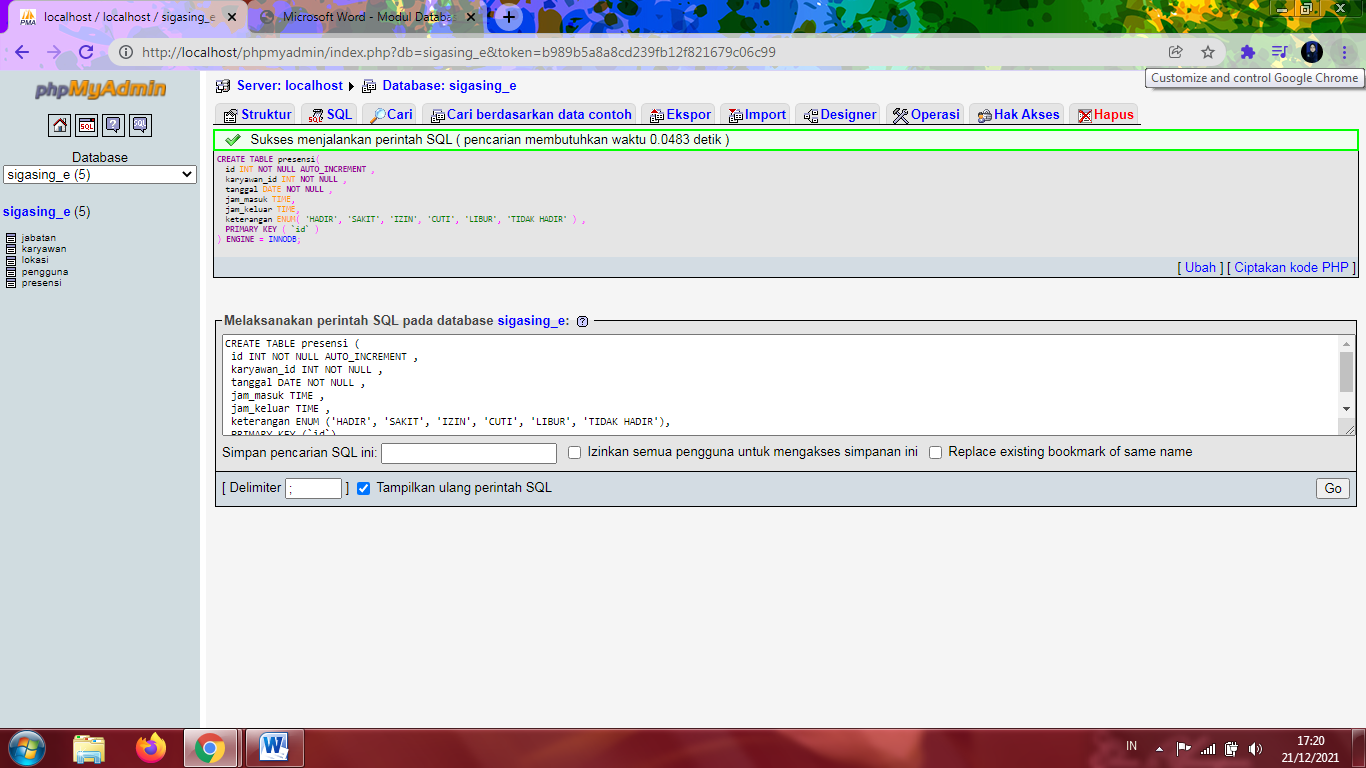 localhost / localhost / sigasing_e
Microsoft Word - Modul Databas
http://localhost/phpmyadmin/index.php?db=sigasing_e&token=b989b5a8a8cd239fb12f821679c06c99
Customize and control Google Chrome
phpMyAdmin
Server: localhost
Database: sigasing_e
Struktur
SQL
Cari
Cari berdasarkan data contoh
Ekspor
Import
Designer
Operasi
Hak Akses
Hapus
Database
sigasing_e (5)
sigasing_e (5)
jabatan
karyawan
lokasi
pengguna
presensi
Sukses menjalankan perintah SQL ( pencarian membutuhkan waktu 0.0483 detik )
CREATE TABLE presensi(
id INT NOT NULL AUTO_INCREMENT ,
karyawan_id INT NOT NULL ,
tanggal DATE NOT NULL ,
jam_masuk TIME,
jam_keluar TIME,
keterangan ENUM( 'HADIR', 'SAKIT', 'IZIN', 'CUTI', 'LIBUR', 'TIDAK HADIR' ) ,
PRIMARY KEY ( `id` )
) ENGINE = INNODB;
[ Ubah ] [ Ciptakan kode PHP ]
Melaksanakan perintah SQL pada database sigasing_e:
CREATE TABLE presensi (
id INT NOT NULL AUTO_INCREMENT ,
karyawan_id INT NOT NULL ,
tanggal DATE NOT NULL ,
jam_masuk TIME ,
jam_keluar TIME ,
keterangan ENUM ('HADIR', 'SAKIT', 'IZIN', 'CUTI', 'LIBUR', 'TIDAK HADIR'),
PRIMARY KEY (`id`)
Simpan pencarian SQL ini:
Izinkan semua pengguna untuk mengakses simpanan ini
Replace existing bookmark of same name
[ Delimiter ; ]
Tampilkan ulang perintah SQL
Go
IN
17:20
21/12/2021